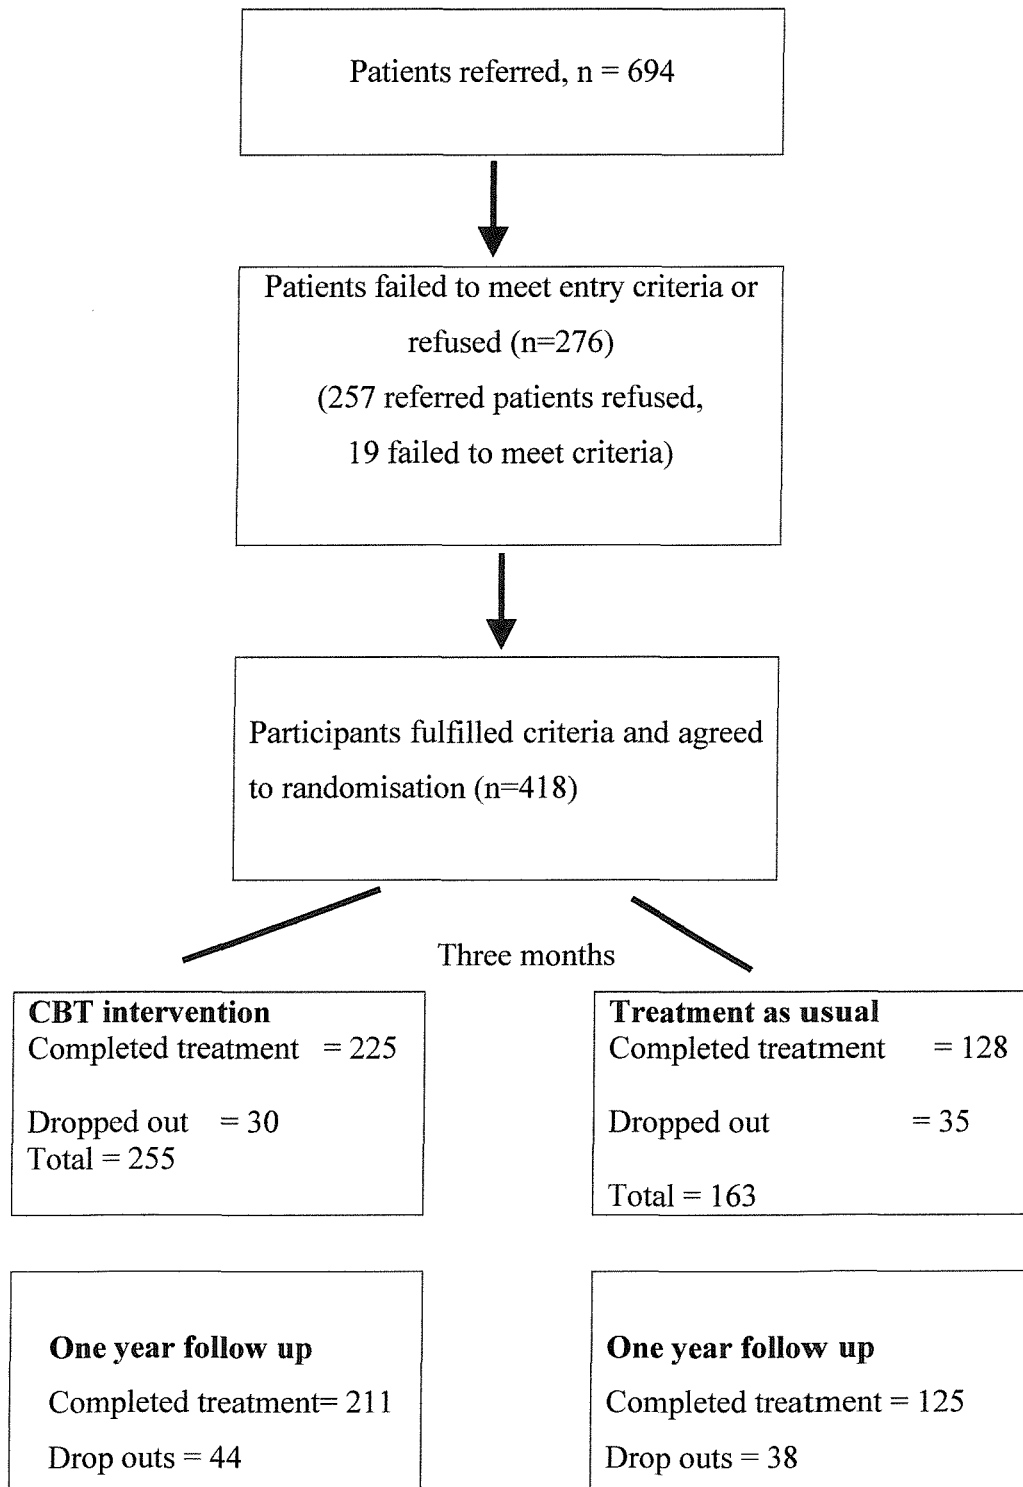 Patients referred, n = 694
Patients failed to meet entry criteria or
refused (n=276)
(257 referred patients refused,
19 failed to meet criteria)
Participants fulfilled criteria and agreed
to randomisation (n=418)
Three months
CBT intervention
Completed treatment = 225
Dropped out = 30
Total = 255
Treatment as usual
Completed treatment = 128
Dropped out = 35
Total = 163
One year follow up
Completed treatment= 211
Drop outs = 44
One year follow up
Completed treatment = 125
Drop outs = 38